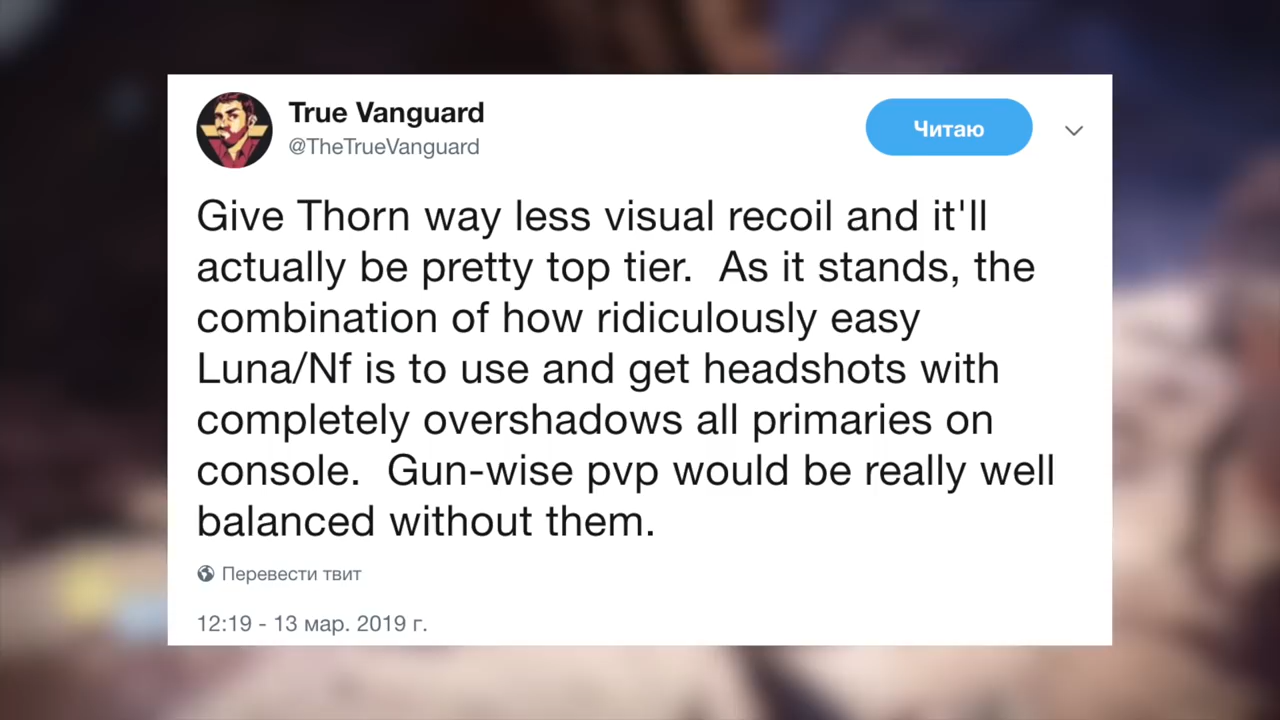 True Vanguard
@TheTrueVanguard
Читаю
Give Thorn way less visual recoil and it'll
actually be pretty top tier.  As it stands, the
combination of how ridiculously easy
Luna/Nf is to use and get headshots with
completely overshadows all primaries on
console.  Gun-wise pvp would be really well
balanced without them.
Перевести твит
12:19 - 13 мар. 2019 г.